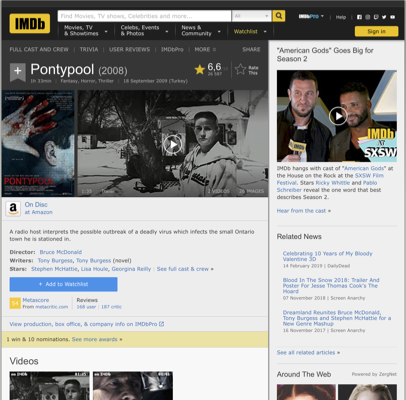 IMDb
Find Movies, TV shows, Celebrities and more...
All
IMDbPro
Help
Movies, TV
& Showtimes
Celebs, Events
& Photos
News &
Community
Watchlist
Sign in
FULL CAST AND CREW | TRIVIA | USER REVIEWS | IMDbPro | MORE
SHARE
Pontypool (2008)
1h 33min | Fantasy, Horror, Thriller | 18 September 2009 (Turkey)
6,6
Rate
This
PONTYPOOL
2 VIDEOS
On Disc
at Amazon
A radio host interprets the possible outbreak of a deadly virus which infects the small Ontario
town he is stationed in.
Director: Bruce McDonald
Writers: Tony Burgess, Tony Burgess (novel)
Stars: Stephen McHattie, Lisa Houle, Georgina Reilly | See full cast & crew »
+ Add to Watchlist
Metascore
From metacritic.com
Reviews
168 user | 187 critic
View production, box office, & company info on IMDbPro
1 win & 10 nominations. See more awards »
Videos
IMDb
"American Gods" Goes Big for
Season 2
IMDb
at
SXSW
IMDb hangs with cast of "American Gods" at
the House on the Rock at the SXSW Film
Festival. Stars Ricky Whittle and Pablo
Schreiber reveal the one word that best
describes Season 2.
Hear from the cast »
Related News
Celebrating 10 Years of My Bloody
Valentine 3D
14 February 2019 | DailyDead
Blood In The Snow 2018: Trailer And
Poster For Jesse Thomas Cook's The
Hoard
07 November 2018 | Screen Anarchy
Dreamland Reunites Bruce McDonald,
Tony Burgess and Stephen McHattie for a
New Genre Mashup
16 November 2017 | Screen Anarchy
See all related articles »
Around The Web
Powered by ZergNet